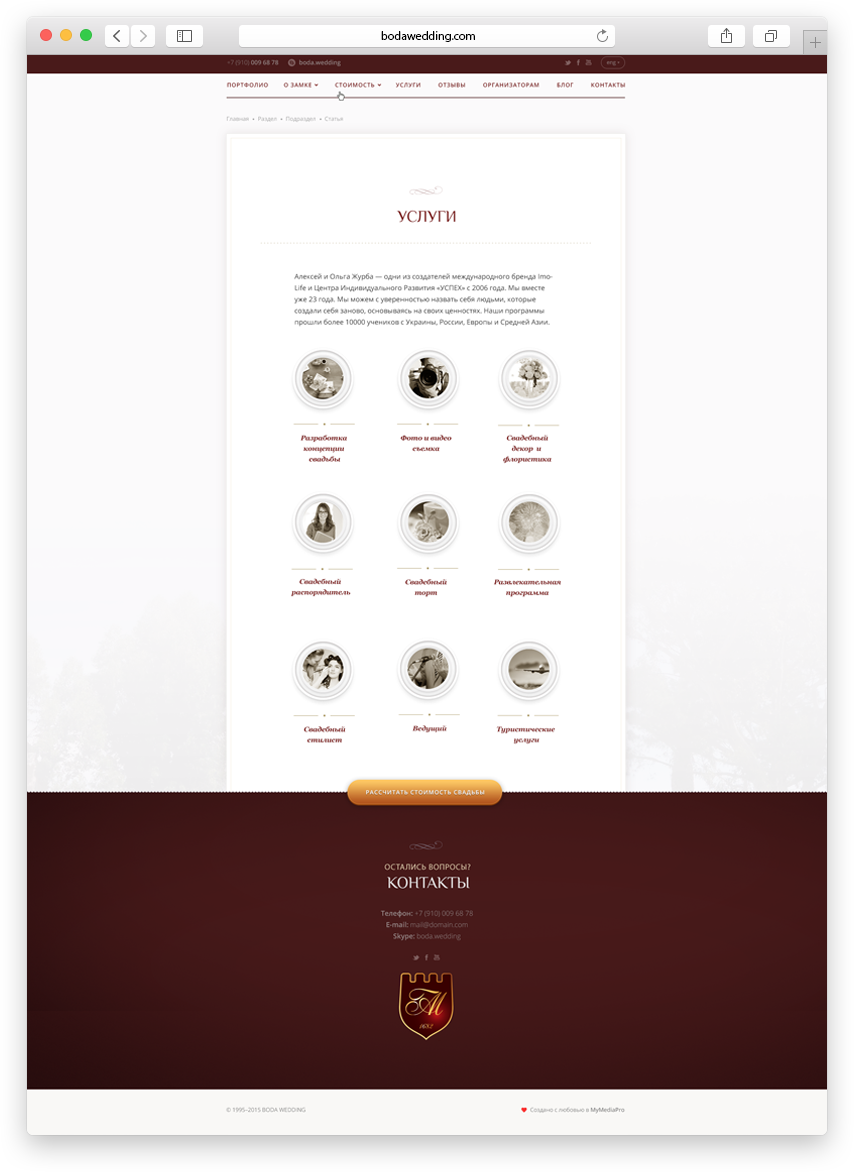 bodawedding.com
+7 (910) 009 68 78 boda.wedding eng
ПОРТФОЛИО О ЗАМКЕ СТОИМОСТЬ УСЛУГИ ОТЗЫВЫ ОРГАНИЗАТОРАМ БЛОГ КОНТАКТЫ
Главная • Раздел • Подраздел • Статья
УСЛУГИ
Алексей и Ольга Журба — одни из создателей международного бренда Imo-
Life и Центра Индивидуального Развития «УСПЕХ» с 2006 года. Мы вместе
уже 23 года. Мы можем с уверенностью назвать себя людьми, которые
создали себя заново, основываясь на своих ценностях. Наши программы
прошли более 10000 учеников с Украины, России, Европы и Средней Азии.
Разработка
концепции
свадьбы
Фото и видео
съемка
Свадебный
декор и
флористика
Свадебный
распорядитель
Свадебный
торт
Развлекательная
программа
Свадебный
стилист
Ведущий
Туристические
услуги
РАССЧИТАТЬ СТОИМОСТЬ СВАДЬБЫ
ОСТАЛИСЬ ВОПРОСЫ?
КОНТАКТЫ
Телефон: +7 (910) 009 68 78
E-mail: mail@domain.com
Skype: boda.wedding
© 1995–2015 BODA WEDDING
Создано с любовью в MyMediaPro